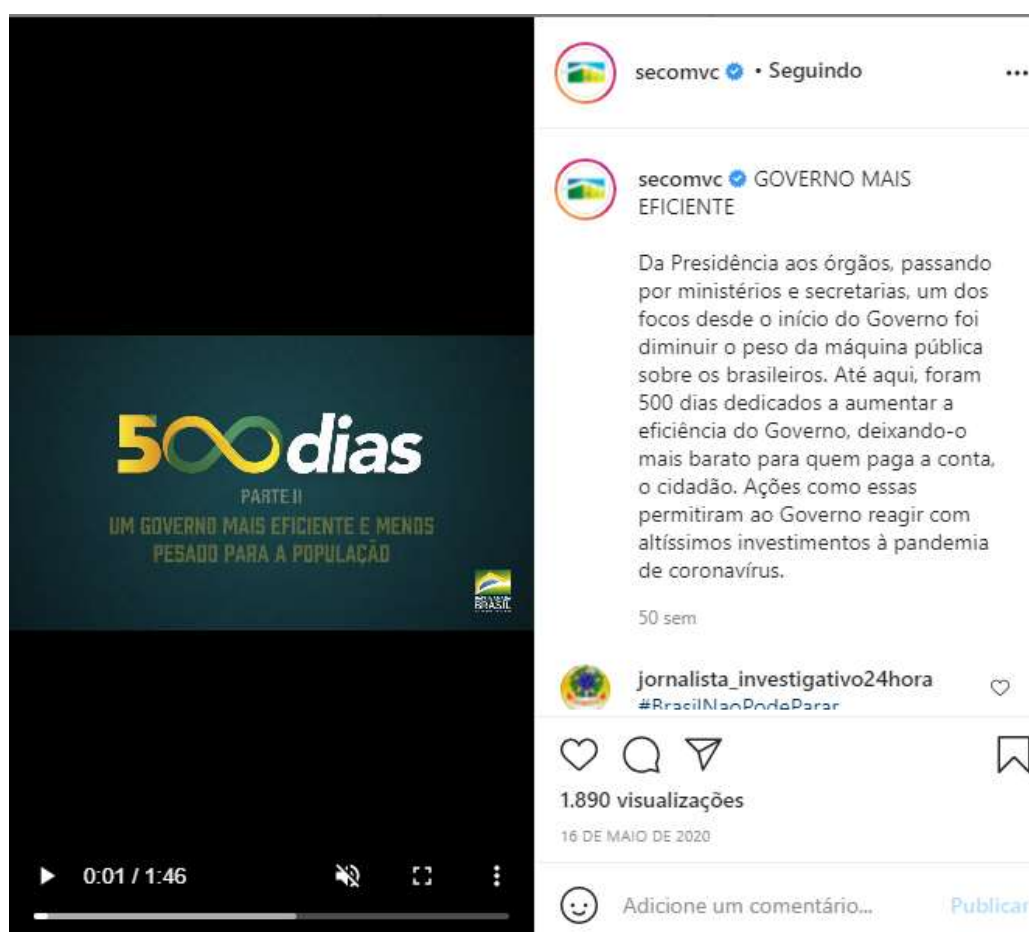 secomvc • Seguindo
secomvc GOVERNO MAIS
EFICIENTE
Da Presidência aos órgãos, passando
por ministérios e secretarias, um dos
focos desde o início do Governo foi
diminuir o peso da máquina pública
sobre os brasileiros. Até aqui, foram
500 dias dedicados a aumentar a
eficiência do Governo, deixando-o
mais barato para quem paga a conta,
o cidadão. Ações como essas
permitiram ao Governo reagir com
altíssimos investimentos à pandemia
de coronavírus.
50 sem
jornalista_investigativo24hora
#BrasilNaoPodeParar
1.890 visualizações
16 DE MAIO DE 2020
Adicione um comentário... Publicar
500 dias
PARTE II
UM GOVERNO MAIS EFICIENTE E MENOS
PESADO PARA A POPULAÇÃO
BRASIL
0:01 / 1:46